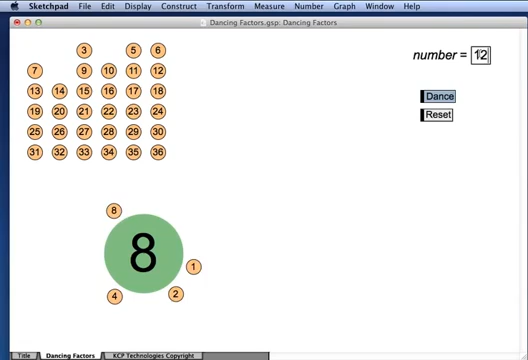 Sketchpad File Edit Display Construct Transform Measure Number Graph Window Help
Dancing Factors.gsp: Dancing Factors
number = 12
Dance
Reset
3 5 6
7 9 10 11 12
13 14 15 16 17 18
19 20 21 22 23 24
25 26 27 28 29 30
31 32 33 34 35 36
8
8
1
2
4
Title Dancing Factors KCP Technologies Copyright